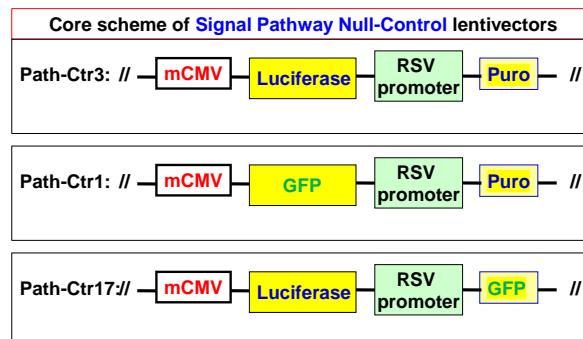 Core scheme of Signal Pathway Null-Control lentivectors
Path-Ctr3: // mCMV Luciferase RSV promoter Puro //
Path-Ctr1: // mCMV GFP RSV promoter Puro //
Path-Ctr17:// mCMV Luciferase RSV promoter GFP //